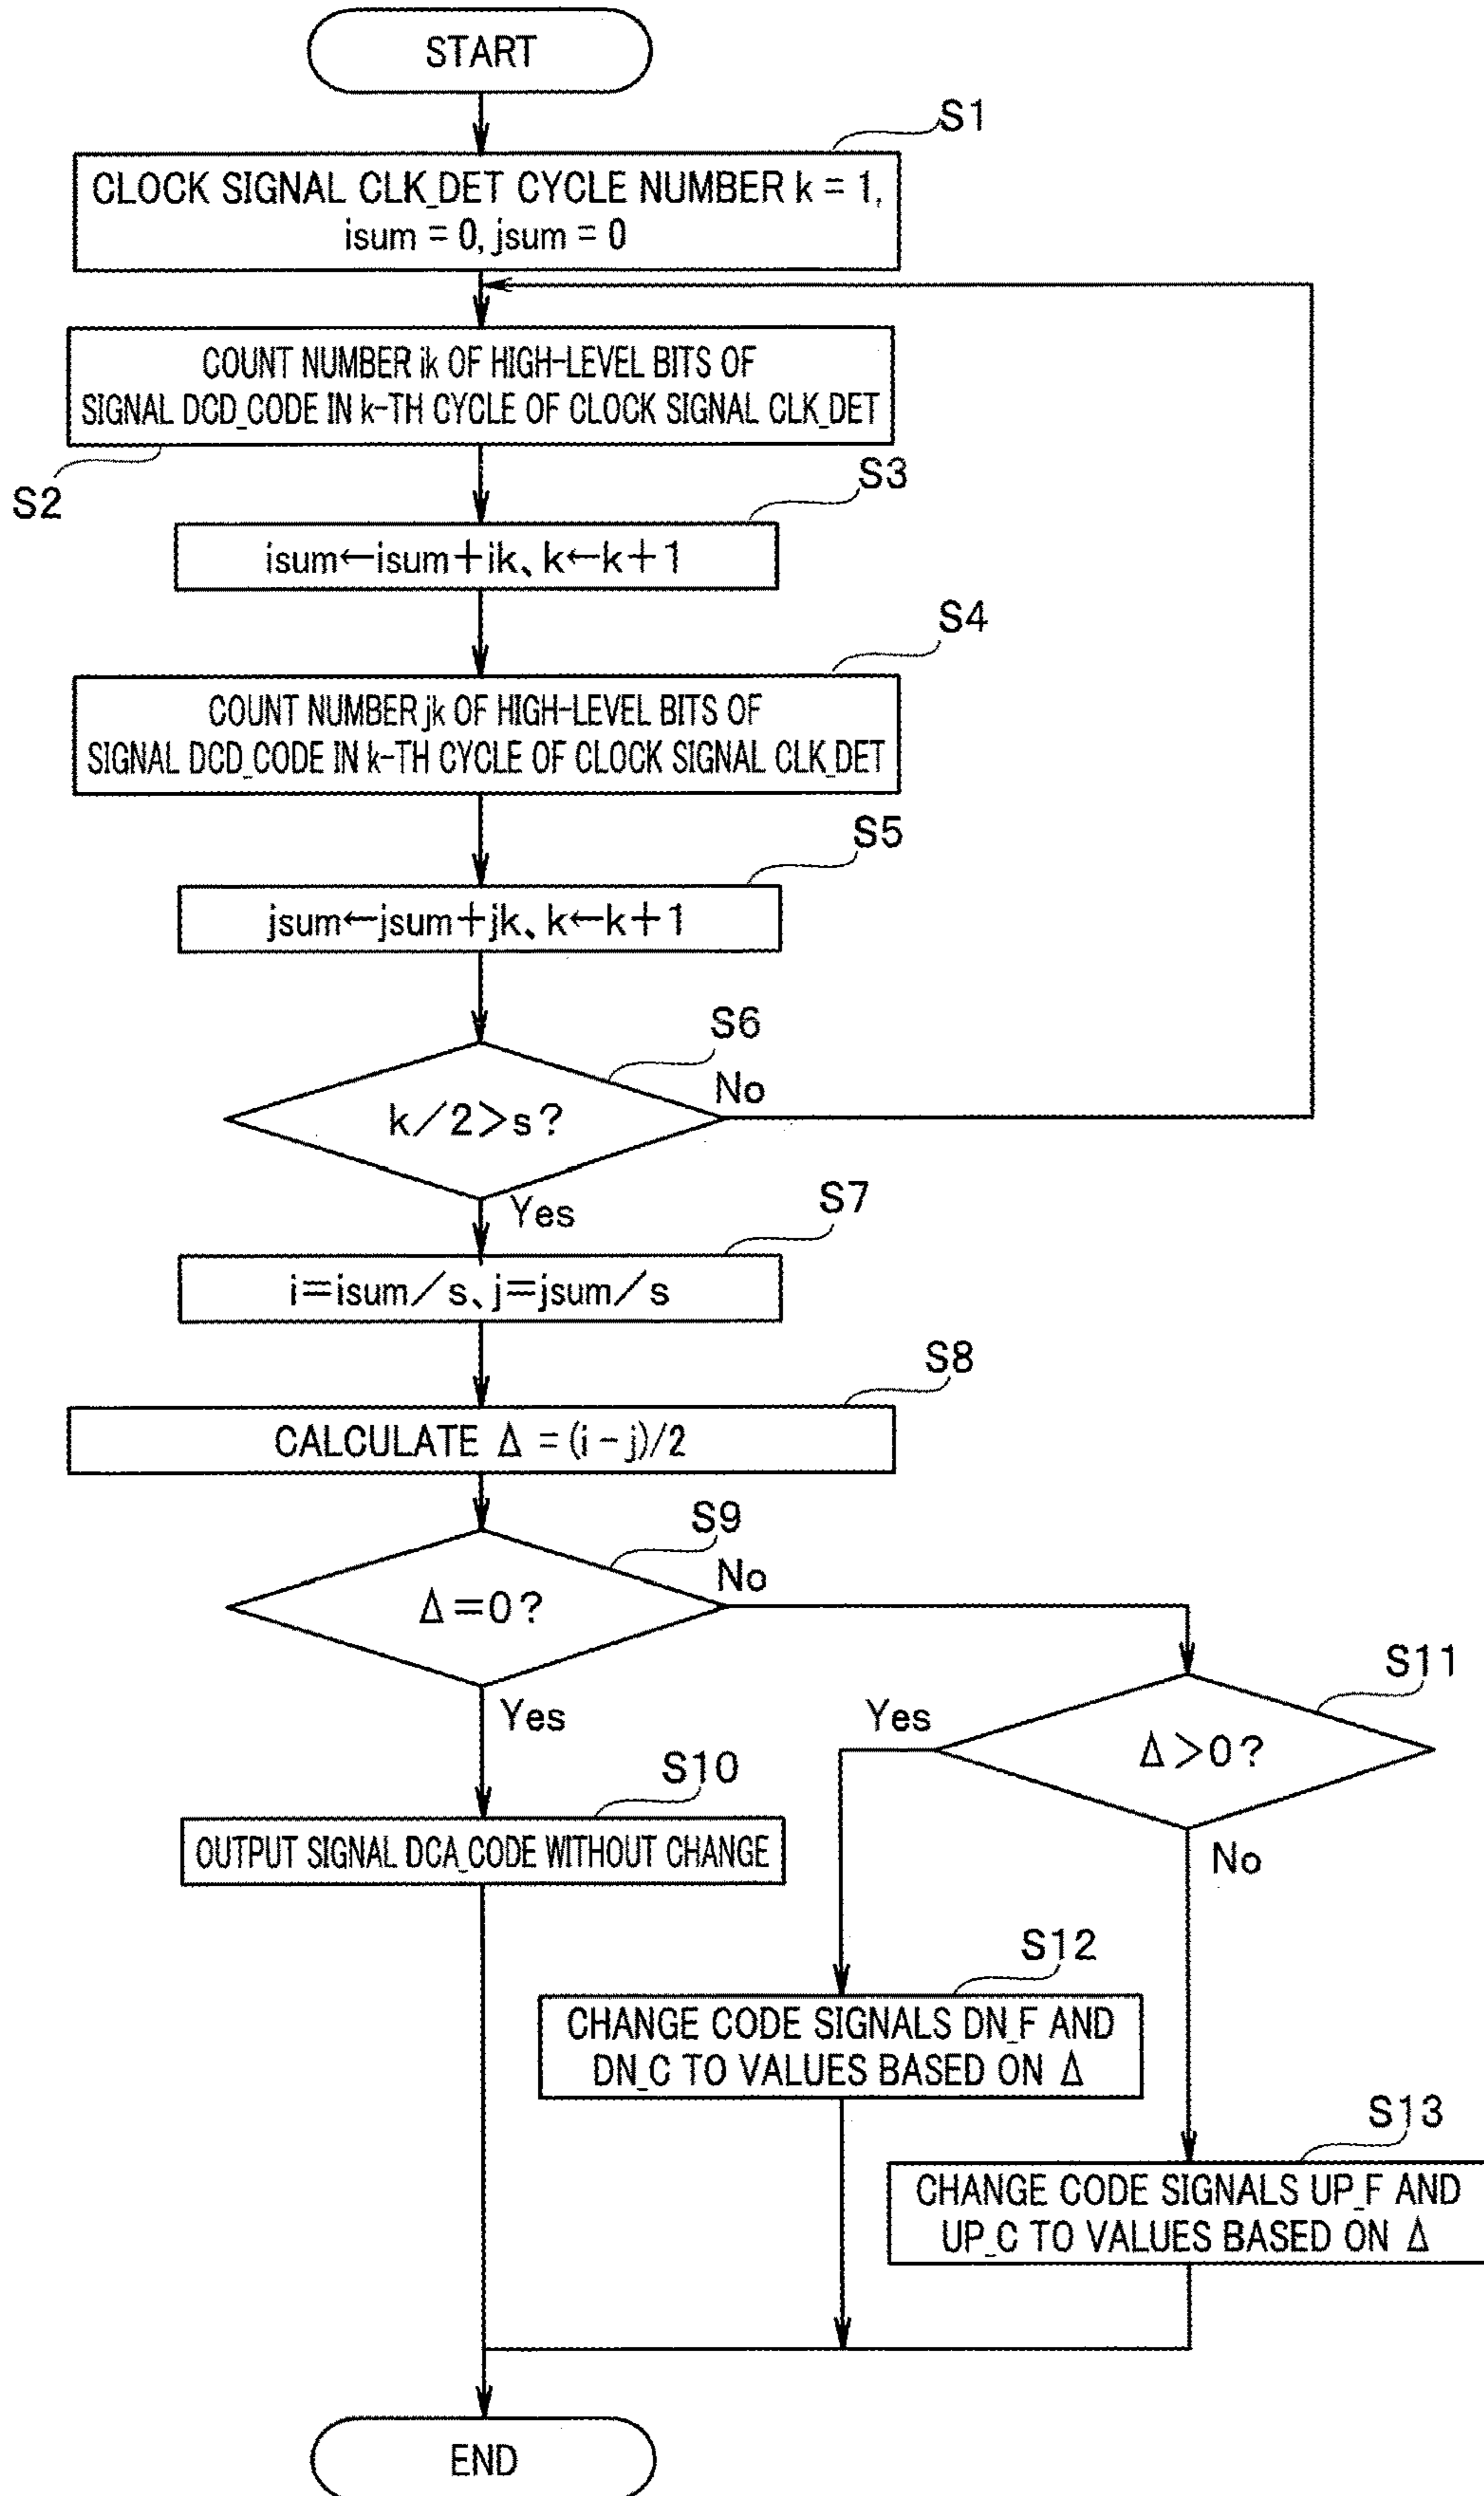 START
S1
CLOCK SIGNAL CLK_DET CYCLE NUMBER k = 1,
isum = 0, jsum = 0
COUNT NUMBER ik OF HIGH-LEVEL BITS OF
SIGNAL DCD_CODE IN k-TH CYCLE OF CLOCK SIGNAL CLK_DET
S2
S3
isum←isum+ik、k←k+1
S4
COUNT NUMBER jk OF HIGH-LEVEL BITS OF
SIGNAL DCD_CODE IN k-TH CYCLE OF CLOCK SIGNAL CLK_DET
S5
jsum←jsum+jk、k←k+1
S6
No
k/2>s?
Yes
S7
i=isum/s、j=jsum/s
S8
CALCULATE Δ = (i - j)/2
S9
No
Δ=0?
Yes
S11
Yes
Δ>0?
No
S10
OUTPUT SIGNAL DCA_CODE WITHOUT CHANGE
S12
CHANGE CODE SIGNALS DN_F AND
DN_C TO VALUES BASED ON Δ
S13
CHANGE CODE SIGNALS UP_F AND
UP_C TO VALUES BASED ON Δ
END